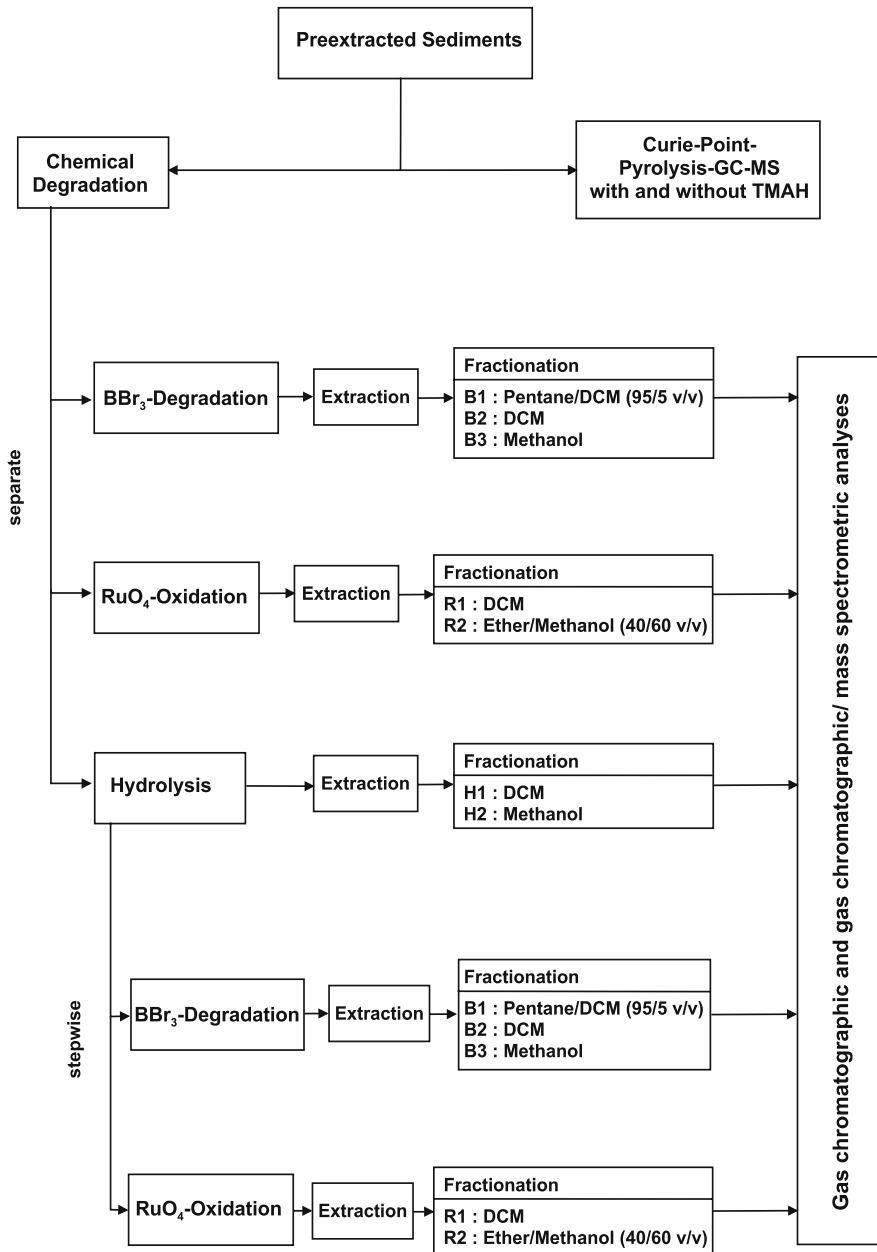 Preextracted Sediments
Chemical
Degradation
Curie-Point-
Pyrolysis-GC-MS
with and without TMAH
separate
BBr₃-Degradation
Extraction
Fractionation
B1 : Pentane/DCM (95/5 v/v)
B2 : DCM
B3 : Methanol
RuO₄-Oxidation
Extraction
Fractionation
R1 : DCM
R2 : Ether/Methanol (40/60 v/v)
Hydrolysis
Extraction
Fractionation
H1 : DCM
H2 : Methanol
stepwise
BBr₃-Degradation
Extraction
Fractionation
B1 : Pentane/DCM (95/5 v/v)
B2 : DCM
B3 : Methanol
RuO₄-Oxidation
Extraction
Fractionation
R1 : DCM
R2 : Ether/Methanol (40/60 v/v)
Gas chromatographic and gas chromatographic/ mass spectrometric analyses